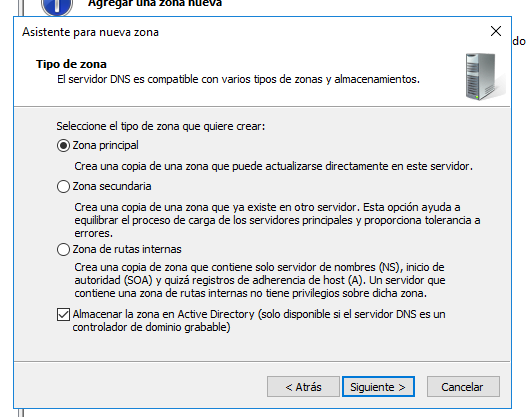 Agregar una zona nueva
do
Asistente para nueva zona
Tipo de zona
El servidor DNS es compatible con varios tipos de zonas y almacenamientos.
Seleccione el tipo de zona que quiere crear:
Zona principal
Crea una copia de una zona que puede actualizarse directamente en este servidor.
Zona secundaria
Crea una copia de una zona que ya existe en otro servidor. Esta opción ayuda a
equilibrar el proceso de carga de los servidores principales y proporciona tolerancia a
errores.
Zona de rutas internas
Crea una copia de zona que contiene solo servidor de nombres (NS), inicio de
autoridad (SOA) y quizá registros de adherencia de host (A). Un servidor que
contiene una zona de rutas internas no tiene privilegios sobre dicha zona.
Almacenar la zona en Active Directory (solo disponible si el servidor DNS es un
controlador de dominio grabable)
< Atrás
Siguiente >
Cancelar